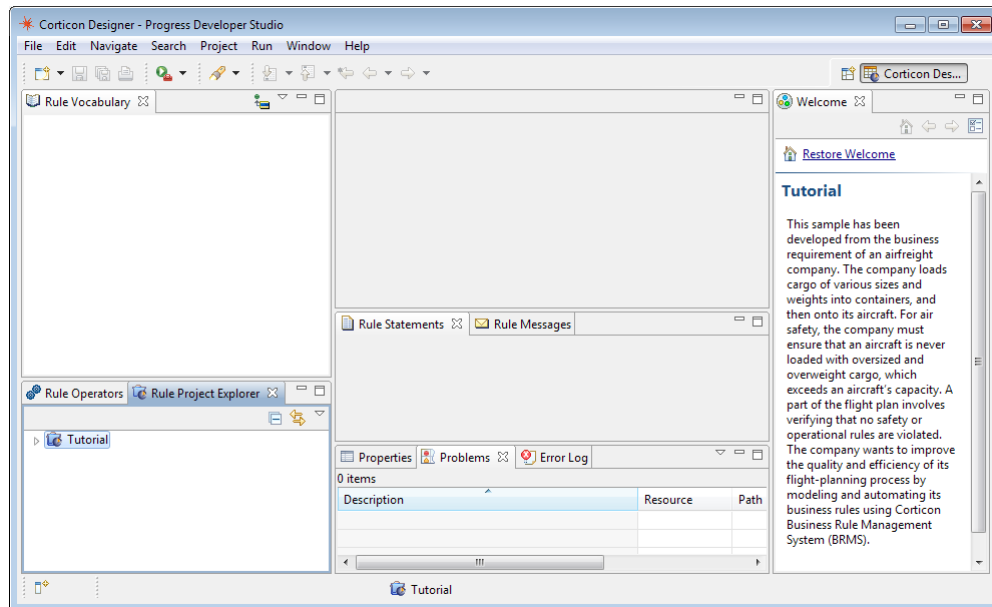 Corticon Designer - Progress Developer Studio
File Edit Navigate Search Project Run Window Help
Corticon Des...
Rule Vocabulary
Rule Statements
Rule Messages
Rule Operators
Rule Project Explorer
Tutorial
Properties
Problems
Error Log
0 items
Description Resource Path
Welcome
Restore Welcome
Tutorial
This sample has been
developed from the business
requirement of an airfreight
company. The company loads
cargo of various sizes and
weights into containers, and
then onto its aircraft. For air
safety, the company must
ensure that an aircraft is never
loaded with oversized and
overweight cargo, which
exceeds an aircraft's capacity. A
part of the flight plan involves
verifying that no safety or
operational rules are violated.
The company wants to improve
the quality and efficiency of its
flight-planning process by
modeling and automating its
business rules using Corticon
Business Rule Management
System (BRMS).
Tutorial